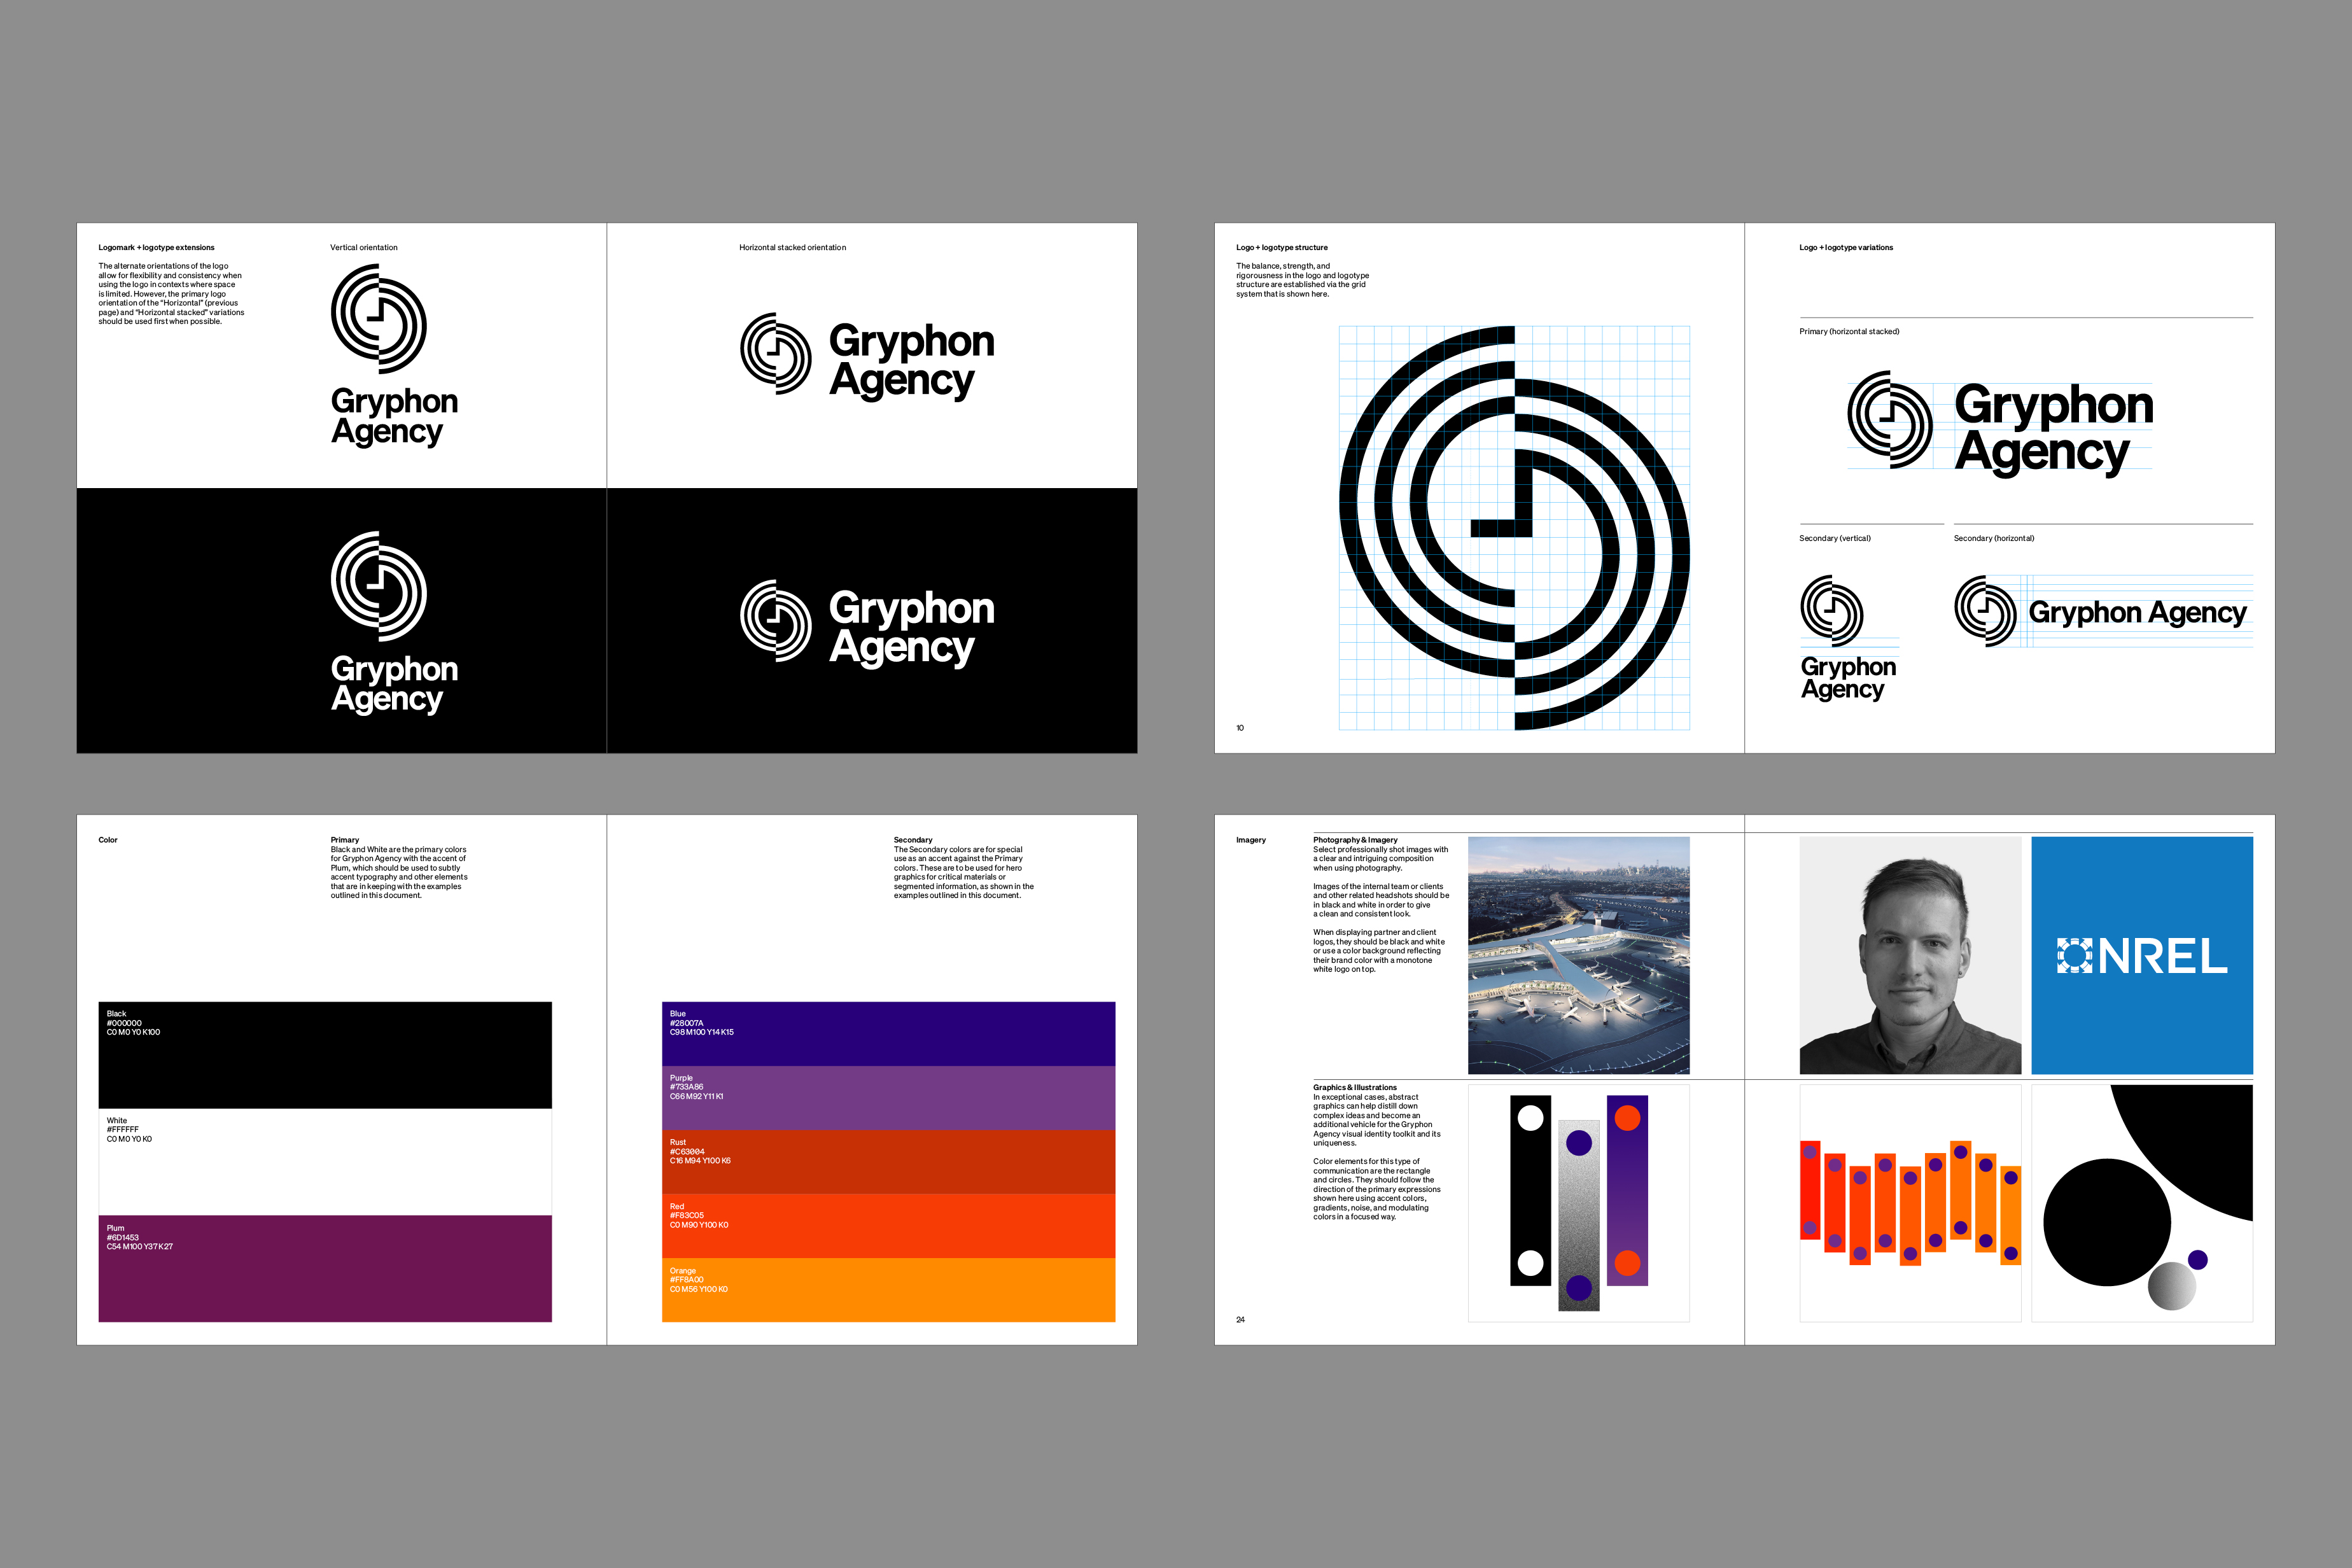 Logomark + logotype extensions
The alternate orientations of the logo
allow for flexibility and consistency when
using the logo in contexts where space
is limited. However, the primary logo
orientation of the “Horizontal” (previous
page) and “Horizontal stacked” variations
should be used first when possible.
Vertical orientation
Gryphon
Agency
Horizontal stacked orientation
Gryphon
Agency
Gryphon
Agency
Gryphon
Agency
Logo + logotype structure
The balance, strength, and
rigorousness in the logo and logotype
structure are established via the grid
system that is shown here.
10
Logo + logotype variations
Primary (horizontal stacked)
Gryphon
Agency
Secondary (vertical)
Gryphon
Agency
Secondary (horizontal)
Gryphon Agency
Color
Primary
Black and White are the primary colors
for Gryphon Agency with the accent of
Plum, which should be used to subtly
accent typography and other elements
that are in keeping with the examples
outlined in this document.
Black
#000000
C0 M0 Y0 K100
White
#FFFFFF
C0 M0 Y0 K0
Plum
#6D1453
C54 M100 Y37 K27
Secondary
The Secondary colors are for special
use as an accent against the Primary
colors. These are to be used for hero
graphics for critical materials or
segmented information, as shown in the
examples outlined in this document.
Blue
#28007A
C98 M100 Y14 K15
Purple
#733A86
C66 M92 Y11 K1
Rust
#C63004
C16 M94 Y100 K6
Red
#F83C05
C0 M90 Y100 K0
Orange
#FF8A00
C0 M56 Y100 K0
Imagery
Photography & Imagery
Select professionally shot images with
a clear and intriguing composition
when using photography.
Images of the internal team or clients
and other related headshots should be
in black and white in order to give
a clean and consistent look.
When displaying partner and client
logos, they should be black and white
or use a color background reflecting
their brand color with a monotone
white logo on top.
NREL
Graphics & Illustrations
In exceptional cases, abstract
graphics can help distill down
complex ideas and become an
additional vehicle for the Gryphon
Agency visual identity toolkit and its
uniqueness.
Color elements for this type of
communication are the rectangle
and circles. They should follow the
direction of the primary expressions
shown here using accent colors,
gradients, noise, and modulating
colors in a focused way.
24